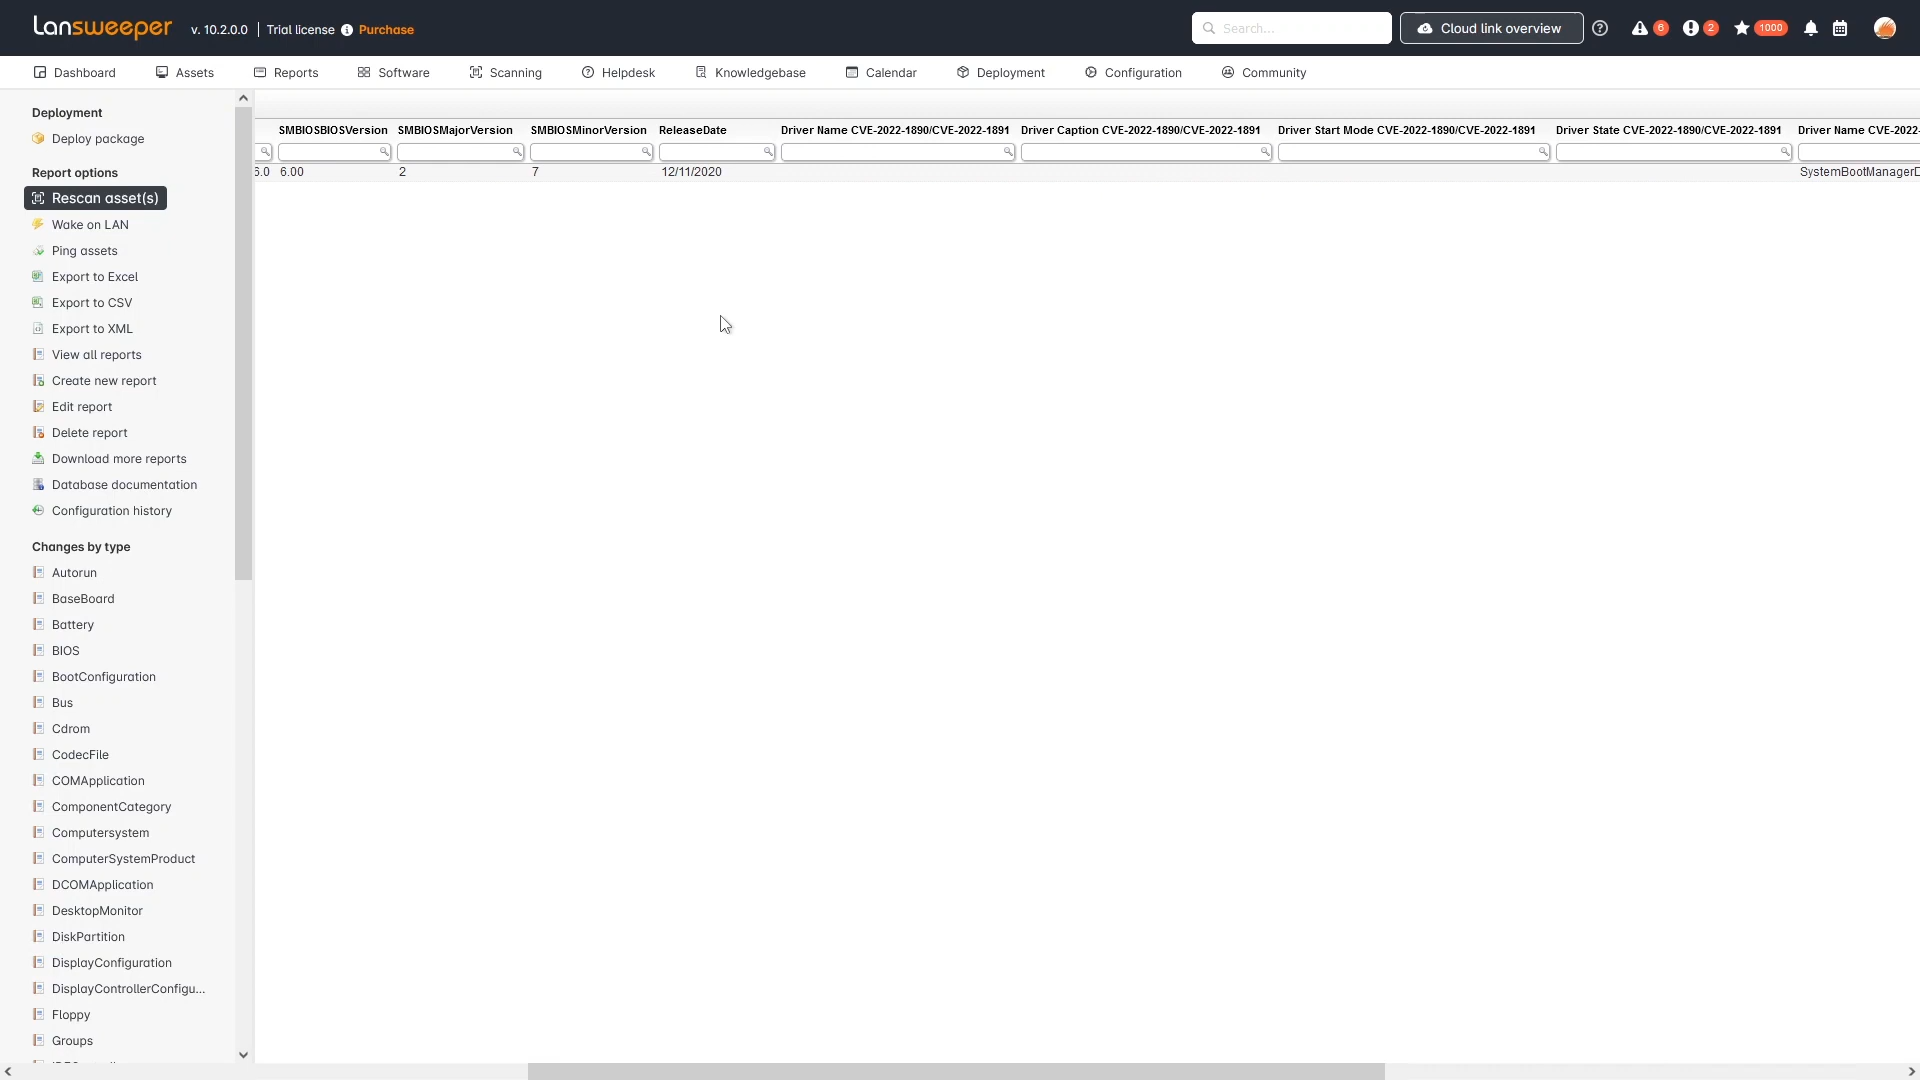 Lansweeper v. 10.2.0.0 | Trial license Purchase Search... Cloud link overview 6 2 1000
Dashboard Assets Reports Software Scanning Helpdesk Knowledgebase Calendar Deployment Configuration Community
Deployment
Deploy package
Report options
Rescan asset(s)
Wake on LAN
Ping assets
Export to Excel
Export to CSV
Export to XML
View all reports
Create new report
Edit report
Delete report
Download more reports
Database documentation
Configuration history
Changes by type
Autorun
BaseBoard
Battery
BIOS
BootConfiguration
Bus
Cdrom
CodecFile
COMApplication
ComponentCategory
Computersystem
ComputerSystemProduct
DCOMApplication
DesktopMonitor
DiskPartition
DisplayConfiguration
DisplayControllerConfigu...
Floppy
Groups
SMBIOSBIOSVersion SMBIOSMajorVersion SMBIOSMinorVersion ReleaseDate Driver Name CVE-2022-1890/CVE-2022-1891 Driver Caption CVE-2022-1890/CVE-2022-1891 Driver Start Mode CVE-2022-1890/CVE-2022-1891 Driver State CVE-2022-1890/CVE-2022-1891 Driver Name CVE-2022
6.0 6.00 2 7 12/11/2020 SystemBootManagerD